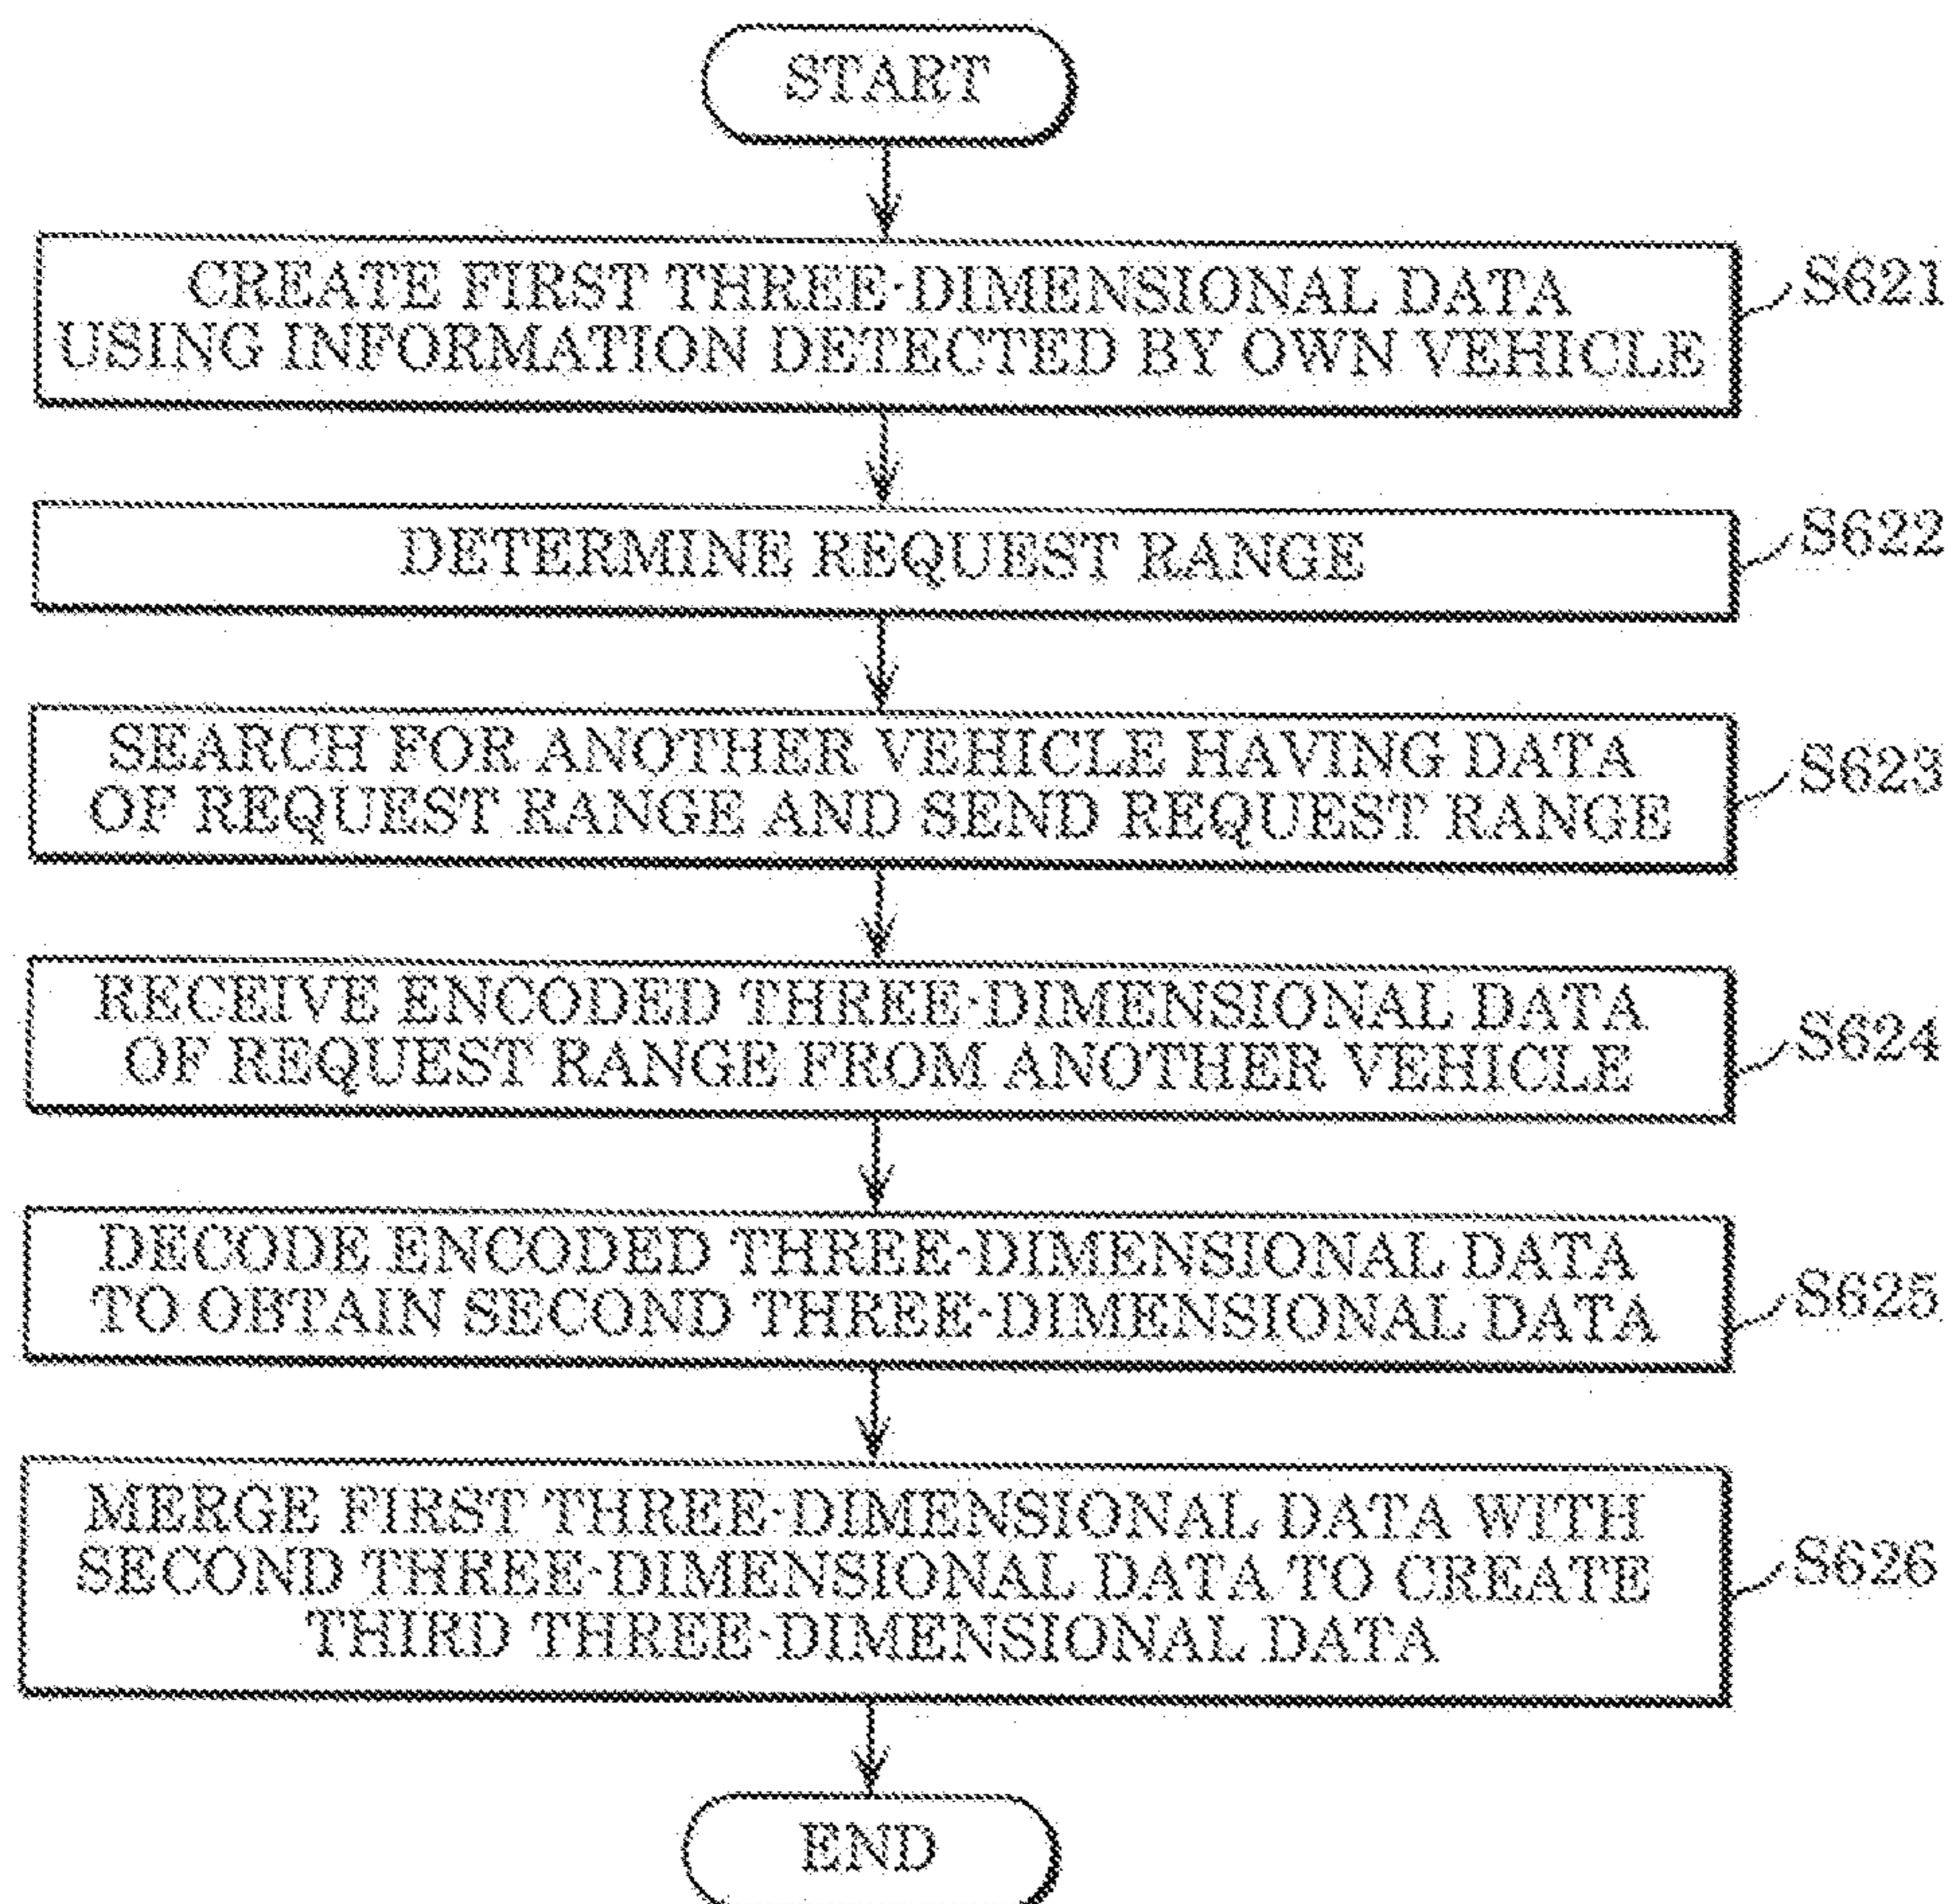 START
CREATE FIRST THREE-DIMENSIONAL DATA
USING INFORMATION DETECTED BY OWN VEHICLE
S621
DETERMINE REQUEST RANGE
S622
SEARCH FOR ANOTHER VEHICLE HAVING DATA
OF REQUEST RANGE AND SEND REQUEST RANGE
S623
RECEIVE ENCODED THREE-DIMENSIONAL DATA
OF REQUEST RANGE FROM ANOTHER VEHICLE
S624
DECODE ENCODED THREE-DIMENSIONAL DATA
TO OBTAIN SECOND THREE-DIMENSIONAL DATA
S625
MERGE FIRST THREE-DIMENSIONAL DATA WITH
SECOND THREE-DIMENSIONAL DATA TO CREATE
THIRD THREE-DIMENSIONAL DATA
S626
END